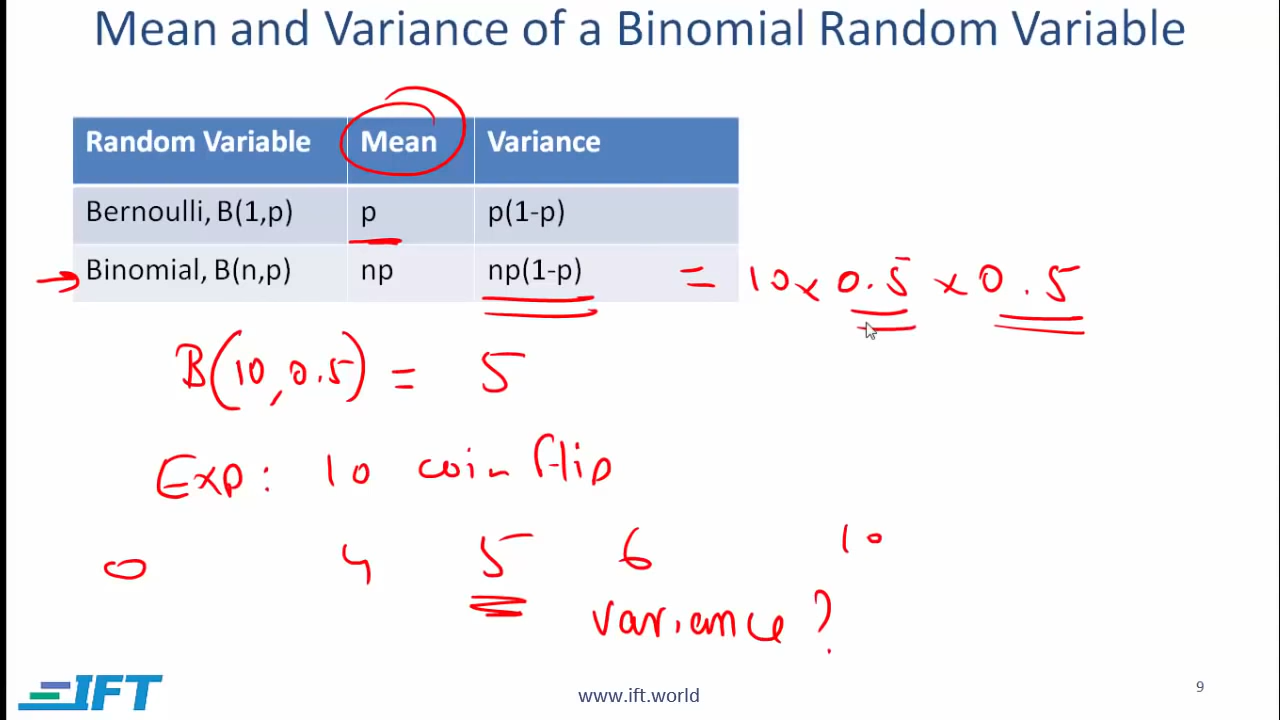 Mean and Variance of a Binomial Random Variable
Random Variable Mean Variance
Bernoulli, B(1,p) p p(1-p)
Binomial, B(n,p) np np(1-p) = 10 x 0.5 x 0.5
B(10, 0.5) = 5
Exp: 10 coin flip
0 4 5 6 10
variance?
IFT www.ift.world 9